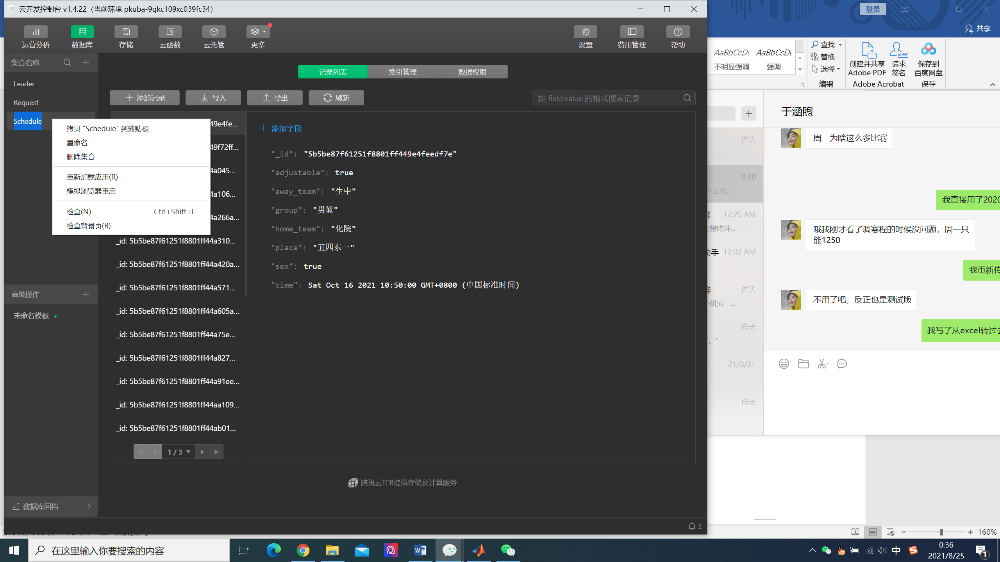 云开发控制台 v1.4.22（当前环境 pkuba-9gkc109xc039fc34）
运营分析
数据库
存储
云函数
云托管
更多
设置
费用管理
帮助
集合名称
Leader
Request
Schedule
记录列表
索引管理
数据权限
添加记录
导入
导出
刷新
按 field:value 的格式搜索记录
拷贝 “Schedule” 到剪贴板
重命名
删除集合
重新加载应用(R)
模拟浏览器重启
检查(N) Ctrl+Shift+I
检查背景页(B)
49e4fe...
49f72ff...
4a045...
4a106...
4a266a...
_id: 5b5be87f61251f8801ff44a310...
_id: 5b5be87f61251f8801ff44a420a...
_id: 5b5be87f61251f8801ff44a571...
_id: 5b5be87f61251f8801ff44a605a...
_id: 5b5be87f61251f8801ff44a75e...
_id: 5b5be87f61251f8801ff44a827...
_id: 5b5be87f61251f8801ff44a91ee...
_id: 5b5be87f61251f8801ff44aa109...
_id: 5b5be87f61251f8801ff44ab01...
1 / 3
添加字段
"_id": "5b5be87f61251f8801ff449e4feedf7e"
"adjustable": true
"away_team": "生中"
"group": "男篮"
"home_team": "化院"
"place": "五四东一"
"sex": true
"time": Sat Oct 16 2021 10:50:00 GMT+0800 (中国标准时间)
高级操作
未命名模板
数据库回档
腾讯云TCB提供存储及计算服务
2
登录
共享
AaBbCcDc
不明显强调
AaBbCcDc
强调
查找
替换
选择
编辑
创建并共享
Adobe PDF
请求
签名
Adobe Acrobat
保存到
百度网盘
保存
于涵煦
昨天
0:30
过去代...
12:25 AM
帽吃坏...
助手 12:02 AM
昨天
个研究一...
昨天
。”
21/8/21
昨天
周一为啥这么多比赛
我直接用了2020
哦我刚才看了调赛程的时候没问题，周一只
能1250
我重新传
不用了吧，反正也是测试版
我写了从excel转过去
160%
在这里输入你要搜索的内容
中
0:36
2021/8/25
1